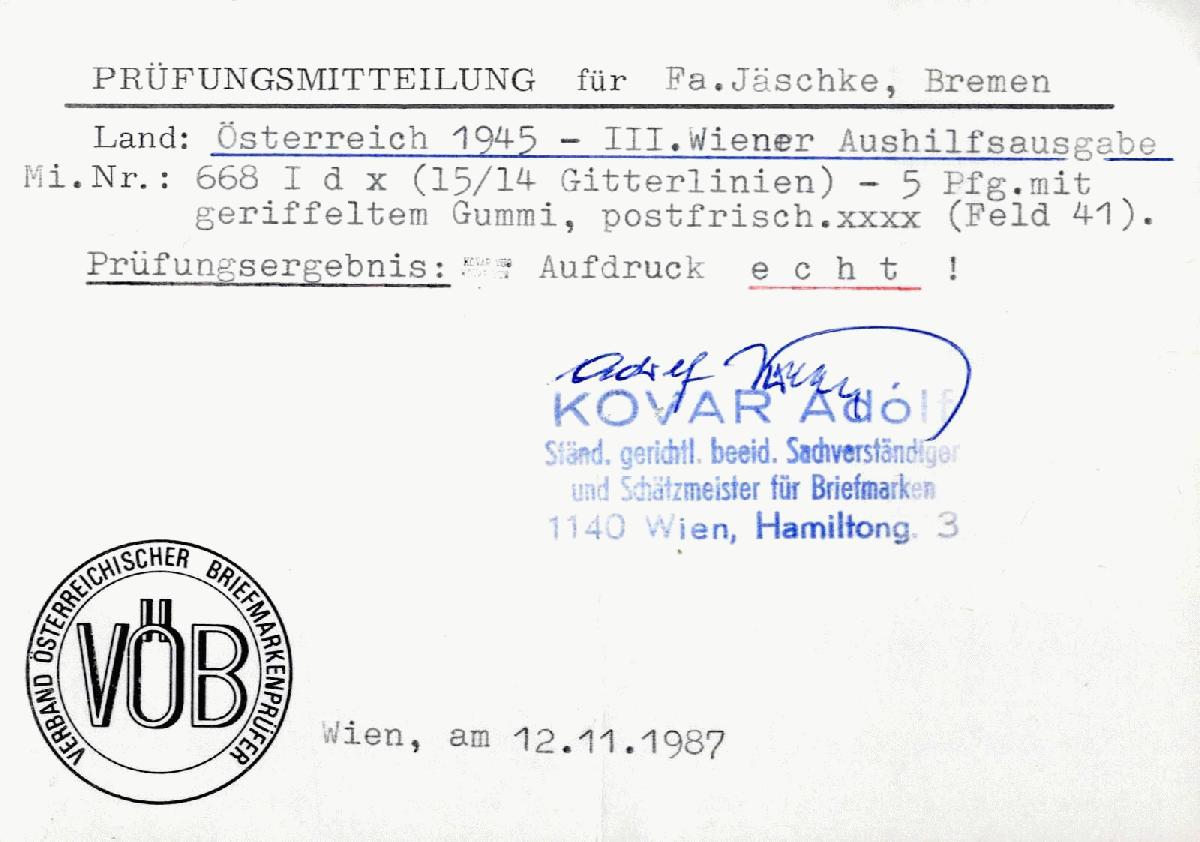 PRÜFUNGSMITTEILUNG für Fa.Jäschke, Bremen
Land: Österreich 1945 - III.Wiener Aushilfsausgabe
Mi.Nr.: 668 I d x (15/14 Gitterlinien) - 5 Pfg.mit
geriffeltem Gummi, postfrisch.xxxx (Feld 41).
Prüfungsergebnis: Aufdruck e c h t !
Adolf Kovar
KOVAR Adolf
Ständ. gerichtl. beeid. Sachverständiger
und Schätzmeister für Briefmarken
1140 Wien, Hamiltong. 3
VERBAND ÖSTERREICHISCHER BRIEFMARKENPRÜFER
VÖB
Wien, am 12.11.1987